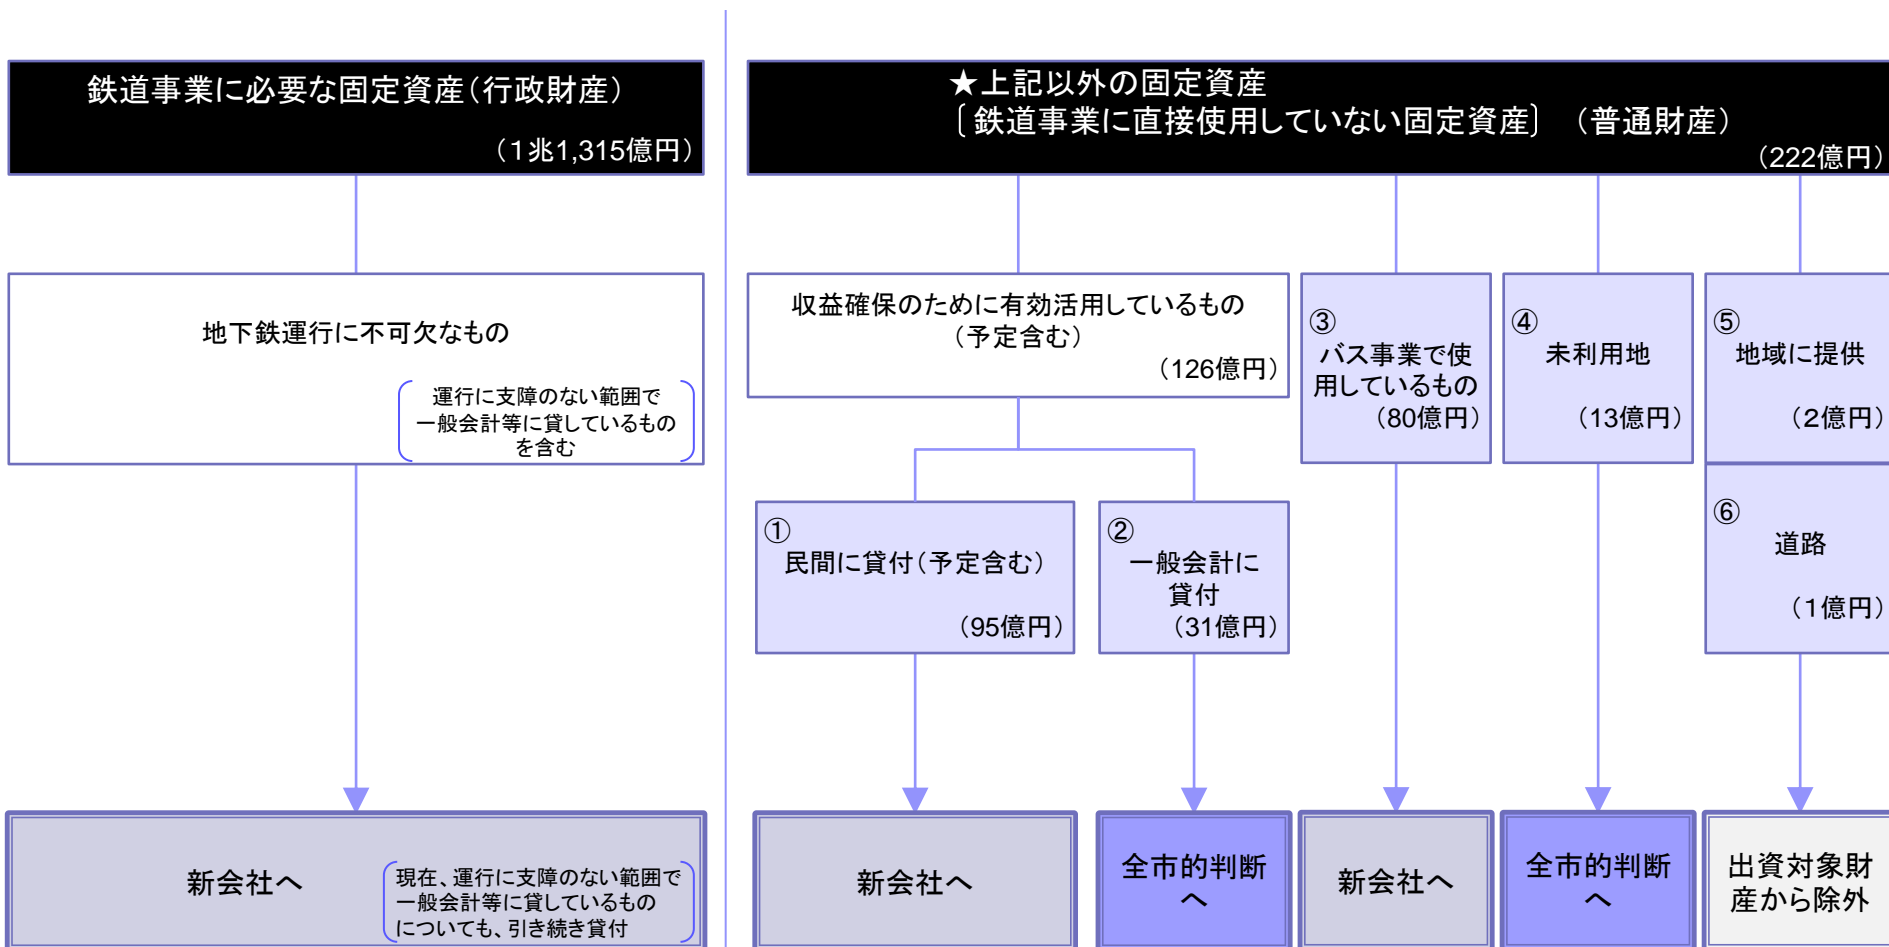 鉄道事業に必要な固定資産（行政財産）
（１兆1,315億円）
★上記以外の固定資産
〔鉄道事業に直接使用していない固定資産〕（普通財産）
（222億円）
地下鉄運行に不可欠なもの
運行に支障のない範囲で
一般会計等に貸しているもの
を含む
収益確保のために有効活用しているもの
（予定含む）
（126億円）
③
バス事業で使
用しているもの
（80億円）
④
未利用地
（13億円）
⑤
地域に提供
（２億円）
①
民間に貸付（予定含む）
（95億円）
②
一般会計に
貸付
（31億円）
⑥
道路
（１億円）
新会社へ
現在、運行に支障のない範囲で
一般会計等に貸しているもの
についても、引き続き貸付
新会社へ
全市的判断
へ
新会社へ
全市的判断
へ
出資対象財
産から除外